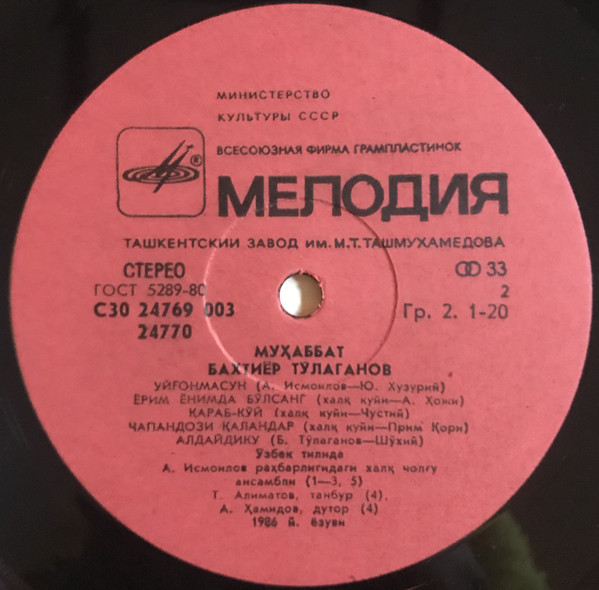 МИНИСТЕРСТВО
КУЛЬТУРЫ СССР
ВСЕСОЮЗНАЯ ФИРМА ГРАМПЛАСТИНОК
®
МЕЛОДИЯ
ТАШКЕНТСКИЙ ЗАВОД ИМ. М.Т. ТАШМУХАМЕДОВА
СТЕРЕО 33
ГОСТ 5289-80 2
С30 24769 003 Гр. 2. 1-20
24770
МУҲАББАТ
БАХТИЁР ТЎЛАГАНОВ
УЙҒОНМАСУН (А. Исмоилов—Ю. Хузурий)
ЁРИМ ЁНИМДА БЎЛСАНГ (халқ куйи—А. Ҳожи)
КАРАБ-КЎЙ (халқ куйи—Чустий)
ЧАПАНДОЗИ ҚАЛАНДАР (халқ куйи—Прим Қори)
АЛДАЙДИКУ (Б. Тўлаганов—Шўхий)
Ўзбек тилида
А. Исмоилов раҳбарлигидаги халқ чолғу
ансамбли (1—3, 5)
Т. Алиматов, танбур (4),
А. Ҳамидов, дутор (4)
1986 й. ёзуви